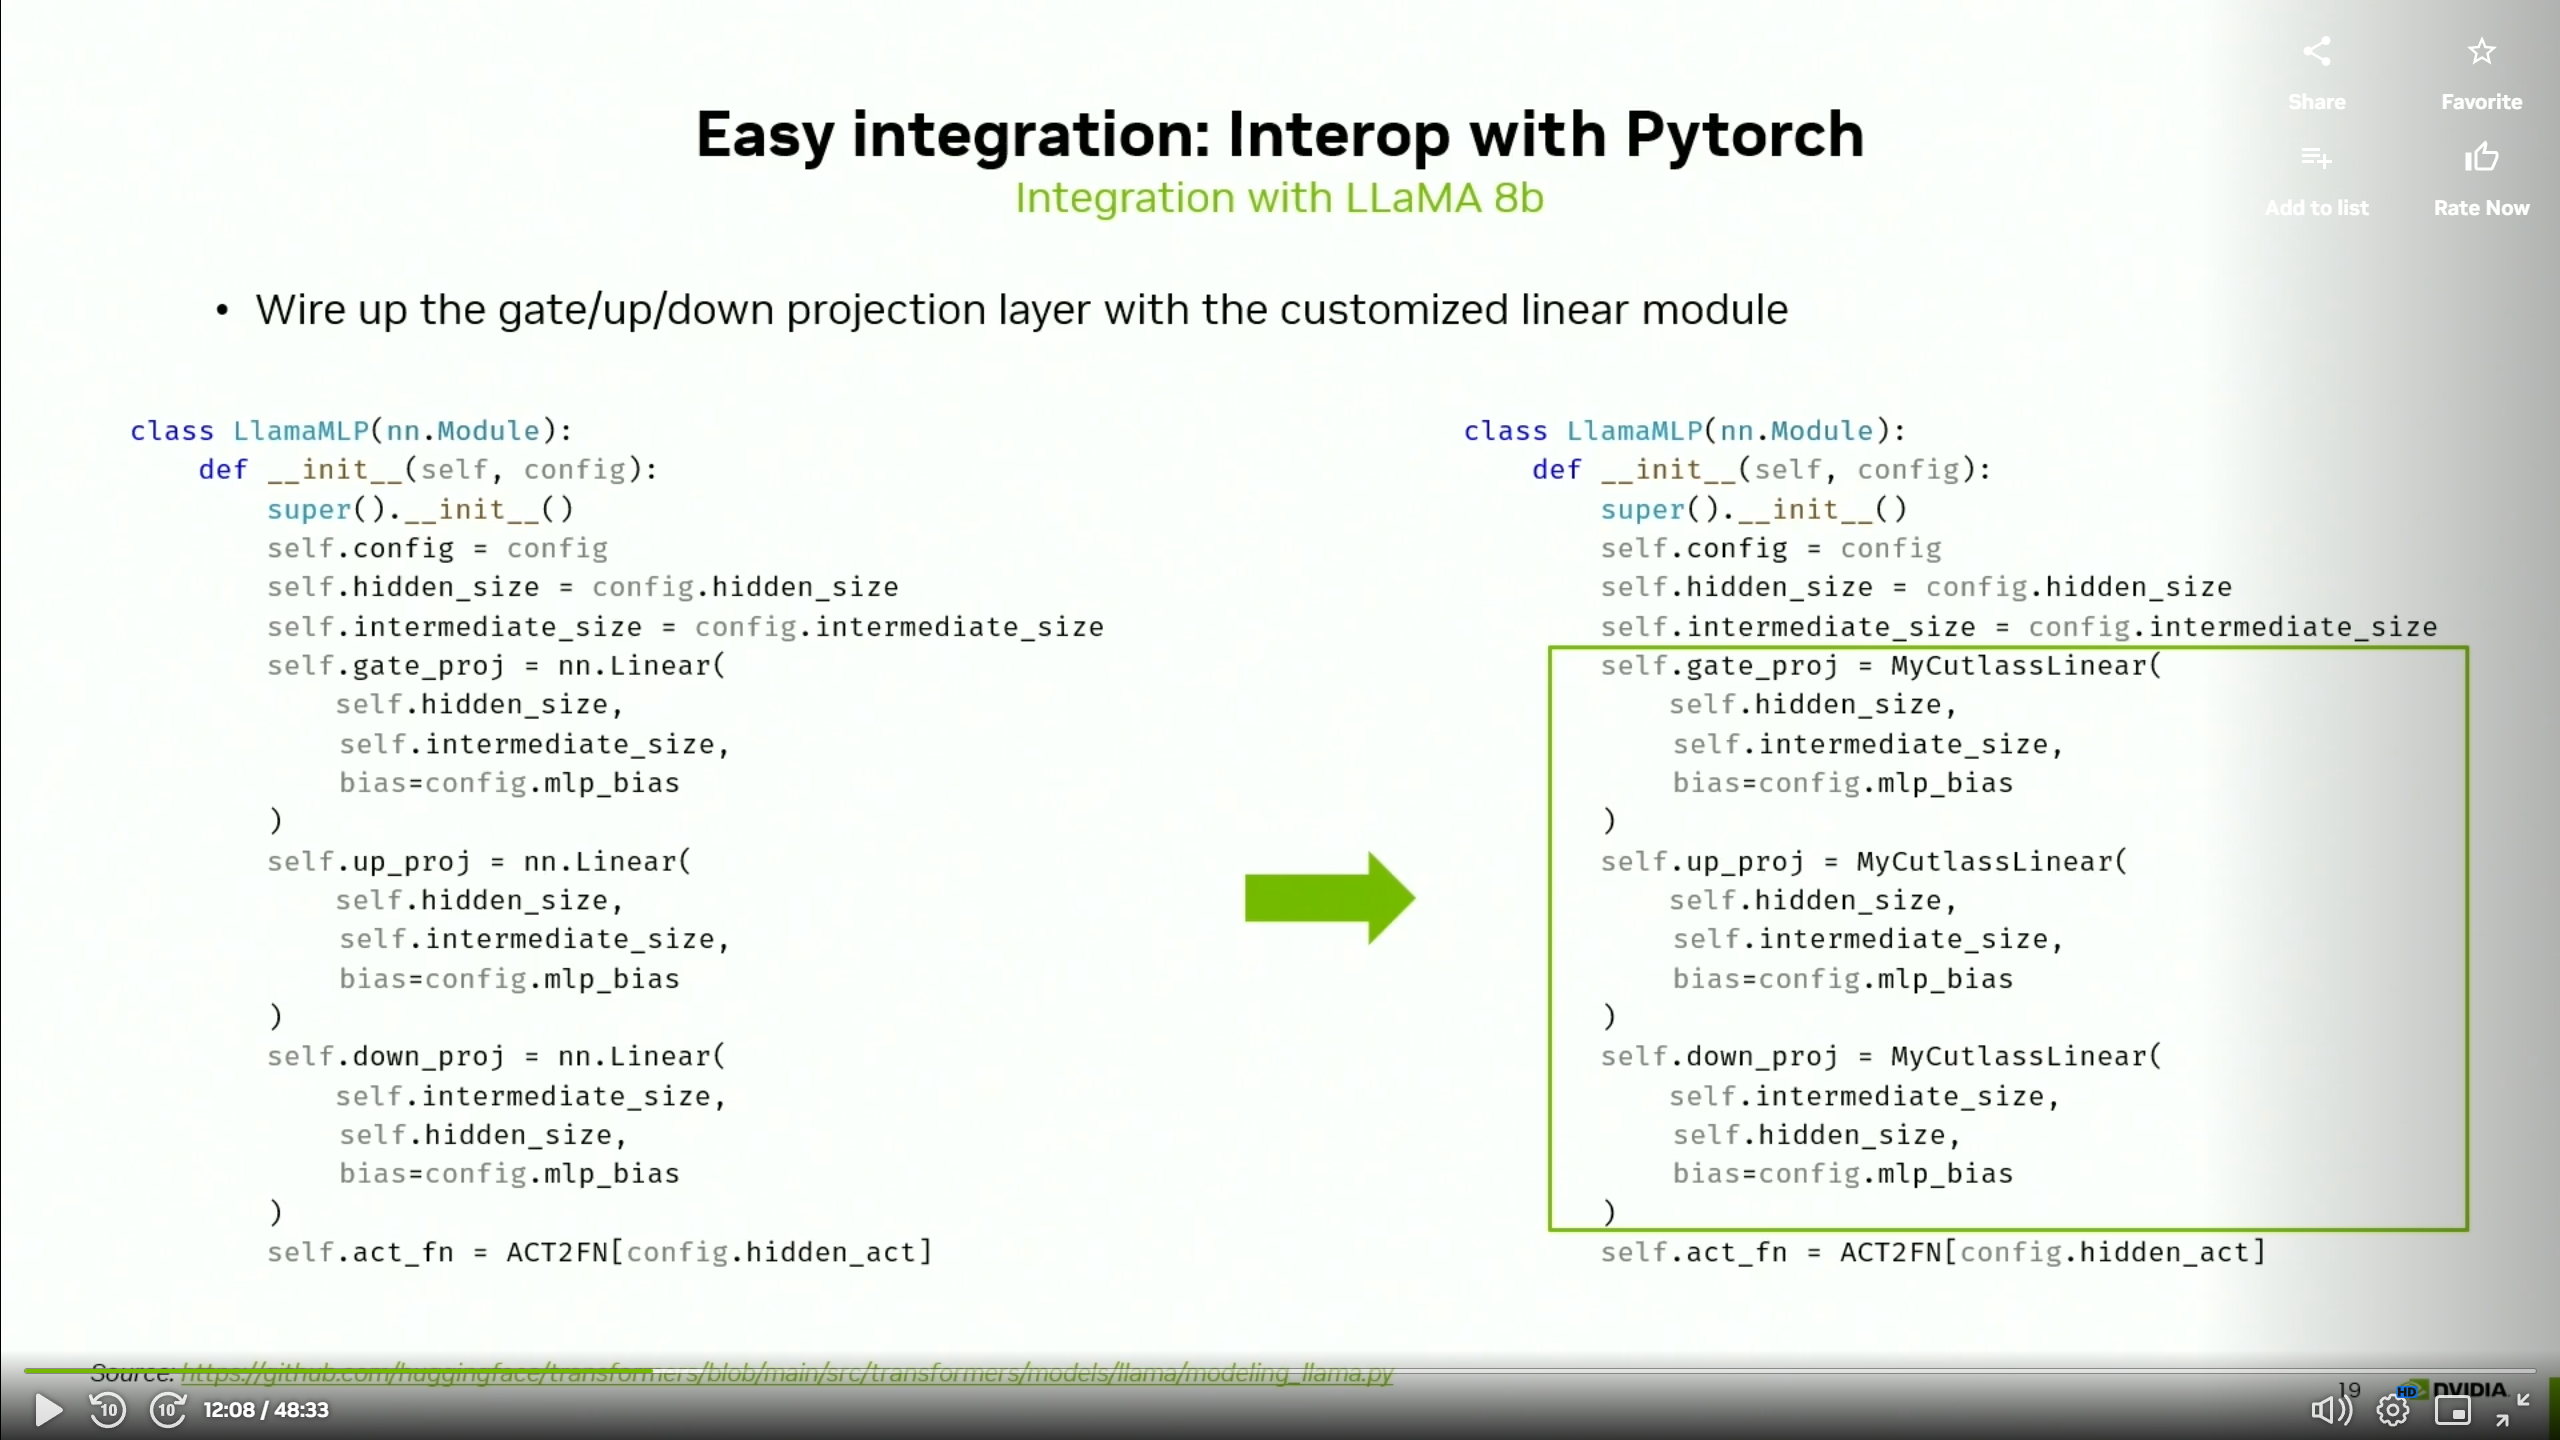 Share
Favorite
Add to list
Rate Now
Easy integration: Interop with Pytorch
Integration with LLaMA 8b
• Wire up the gate/up/down projection layer with the customized linear module
class LlamaMLP(nn.Module):
    def __init__(self, config):
        super().__init__()
        self.config = config
        self.hidden_size = config.hidden_size
        self.intermediate_size = config.intermediate_size
        self.gate_proj = nn.Linear(
            self.hidden_size,
            self.intermediate_size,
            bias=config.mlp_bias
        )
        self.up_proj = nn.Linear(
            self.hidden_size,
            self.intermediate_size,
            bias=config.mlp_bias
        )
        self.down_proj = nn.Linear(
            self.intermediate_size,
            self.hidden_size,
            bias=config.mlp_bias
        )
        self.act_fn = ACT2FN[config.hidden_act]
class LlamaMLP(nn.Module):
    def __init__(self, config):
        super().__init__()
        self.config = config
        self.hidden_size = config.hidden_size
        self.intermediate_size = config.intermediate_size
        self.gate_proj = MyCutlassLinear(
            self.hidden_size,
            self.intermediate_size,
            bias=config.mlp_bias
        )
        self.up_proj = MyCutlassLinear(
            self.hidden_size,
            self.intermediate_size,
            bias=config.mlp_bias
        )
        self.down_proj = MyCutlassLinear(
            self.intermediate_size,
            self.hidden_size,
            bias=config.mlp_bias
        )
        self.act_fn = ACT2FN[config.hidden_act]
Source: https://github.com/huggingface/transformers/blob/main/src/transformers/models/llama/modeling_llama.py
19
NVIDIA
10
10
12:08 / 48:33
HD